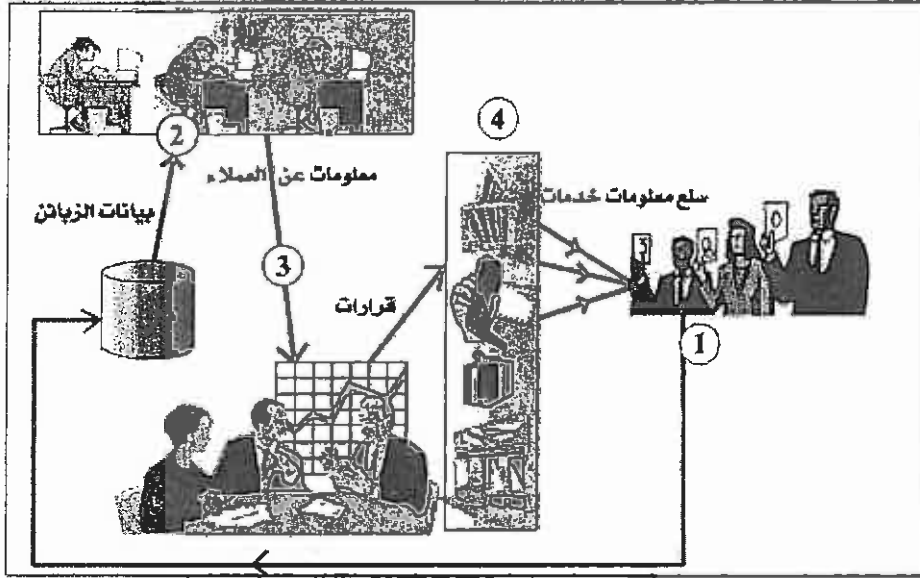 4
2
معلومات عن العملاء
سلع معلومات خدمات
بيانات الزبائن
3
قرارات
1